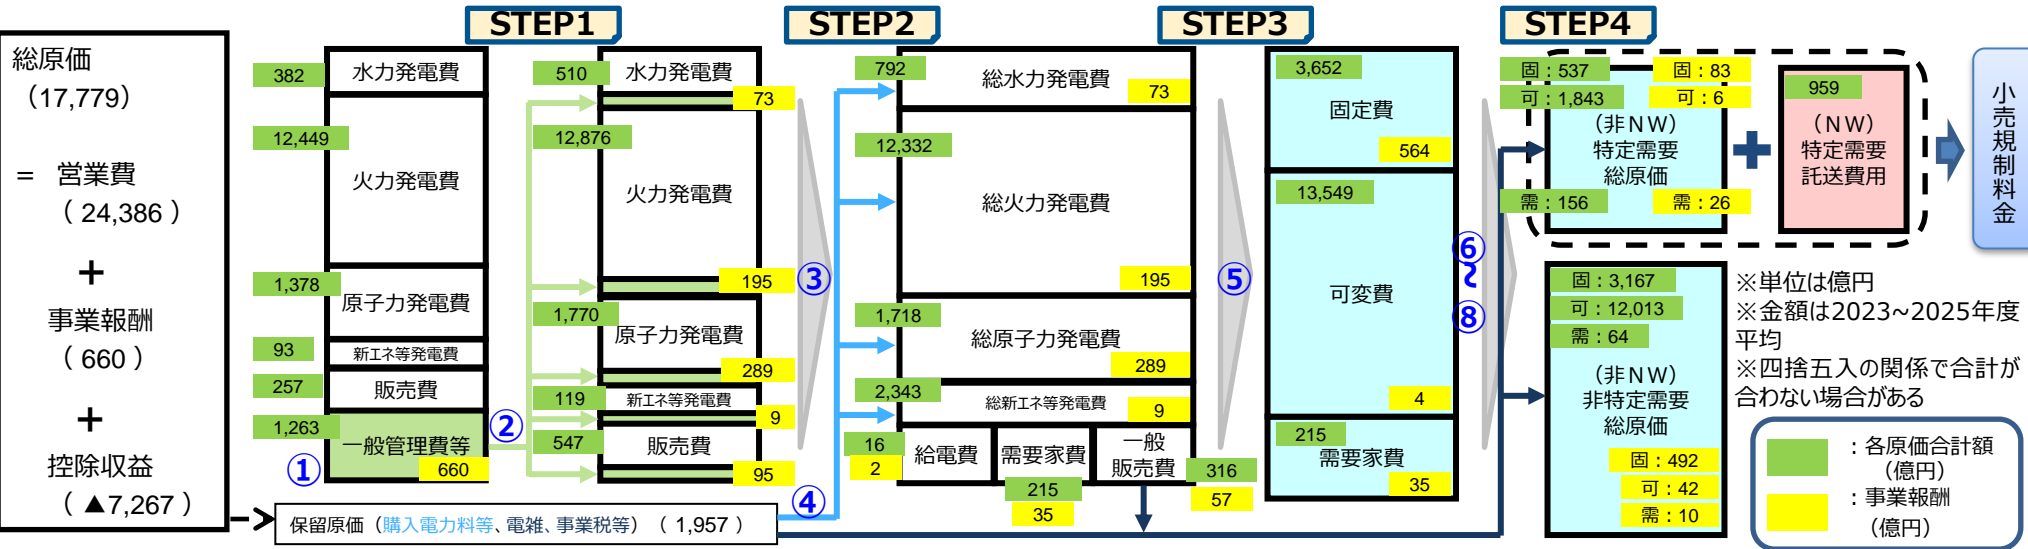 STEP1
STEP2
STEP3
STEP4
総原価
（17,779）
= 営業費
（ 24,386 ）
＋
事業報酬
（ 660 ）
＋
控除収益
（ ▲7,267 ）
382
水力発電費
12,449
火力発電費
1,378
原子力発電費
93
新エネ等発電費
257
販売費
1,263
一般管理費等
660
①
②
510
水力発電費
73
12,876
火力発電費
195
1,770
原子力発電費
289
119
新エネ等発電費
9
547
販売費
95
③
④
保留原価（購入電力料等、電雑、事業税等）（ 1,957 ）
792
総水力発電費
73
12,332
総火力発電費
195
1,718
総原子力発電費
289
2,343
総新エネ等発電費
9
16
2
給電費
需要家費
215
35
一般
販売費
316
57
⑤
3,652
固定費
564
13,549
可変費
4
215
需要家費
35
⑥
～
⑧
固：537
固：83
可：1,843
可：6
（非ＮＷ）
特定需要
総原価
需：156
需：26
＋
959
（ＮＷ）
特定需要
託送費用
小売規制料金
固：3,167
可：12,013
需：64
（非ＮＷ）
非特定需要
総原価
固：492
可：42
需：10
※単位は億円
※金額は2023~2025年度
平均
※四捨五入の関係で合計が
合わない場合がある
：各原価合計額
（億円）
：事業報酬
（億円）